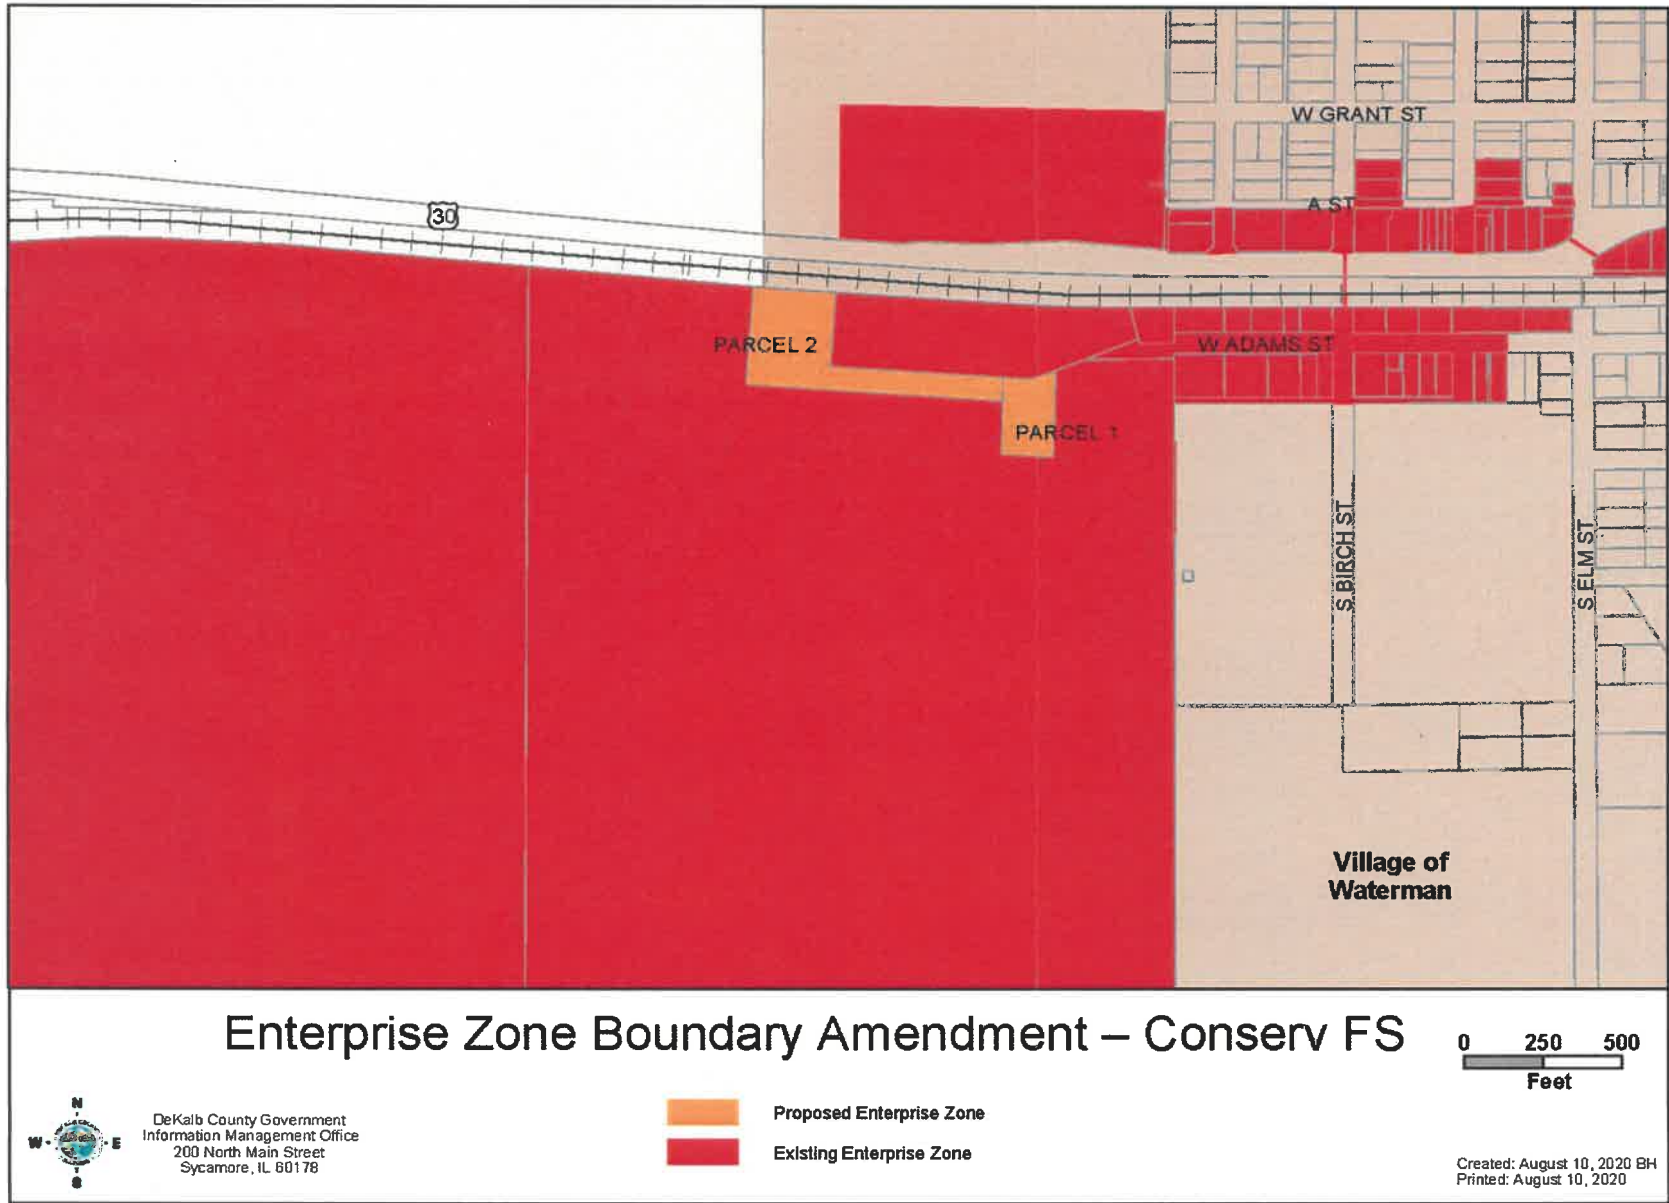 W GRANT ST
A ST
30
PARCEL 2
W ADAMS ST
PARCEL 1
S BIRCH ST
S ELM ST
Village of
Waterman
Enterprise Zone Boundary Amendment – Conserv FS
0 250 500
Feet
N
W E
S
DeKalb County Government
Information Management Office
200 North Main Street
Sycamore, IL 60178
Proposed Enterprise Zone
Existing Enterprise Zone
Created: August 10, 2020 BH
Printed: August 10, 2020